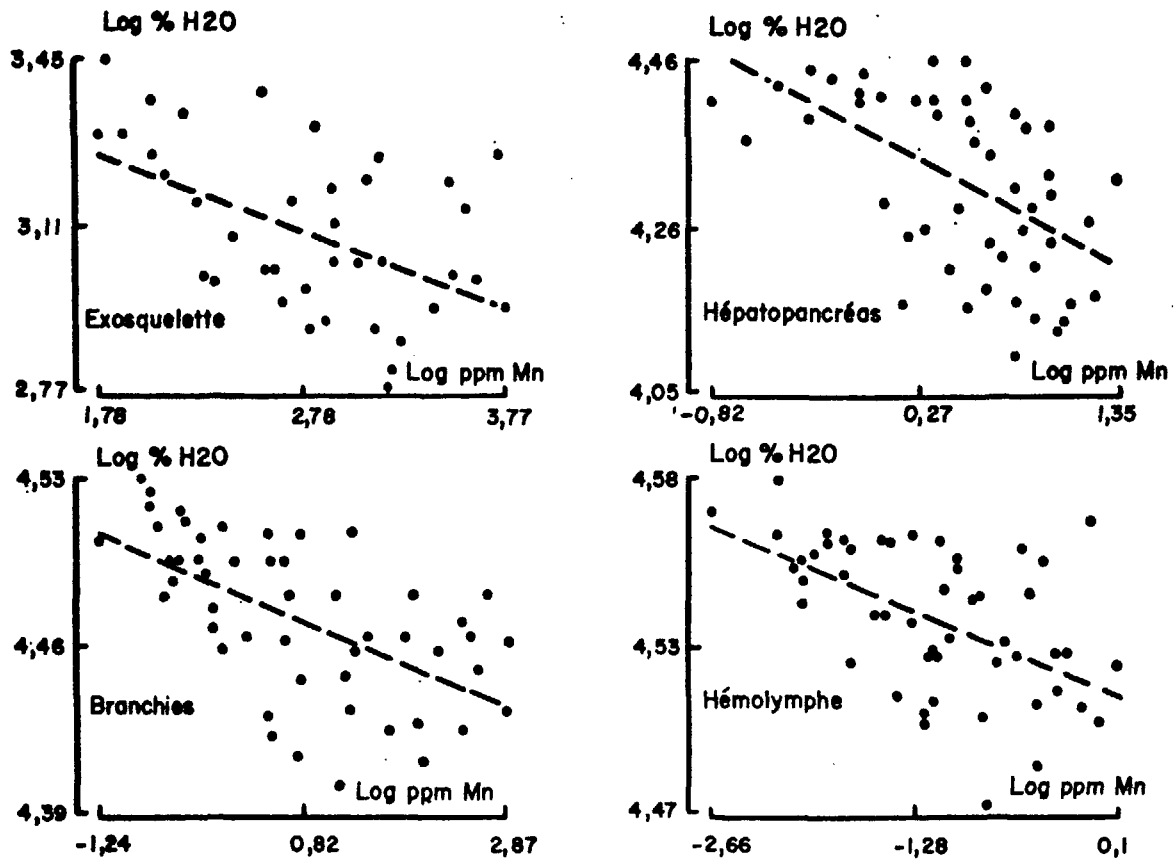 Log % H2O
3,45
3,11
2,77
Exosquelette
Log ppm Mn
1,78
2,78
3,77
Log % H2O
4,46
4,26
4,05
Hépatopancréas
Log ppm Mn
-0,82
0,27
1,35
Log % H2O
4,53
4,46
4,39
Branchies
Log ppm Mn
-1,24
0,82
2,87
Log % H2O
4,58
4,53
4,47
Hémolymphe
Log ppm Mn
-2,66
-1,28
0,1